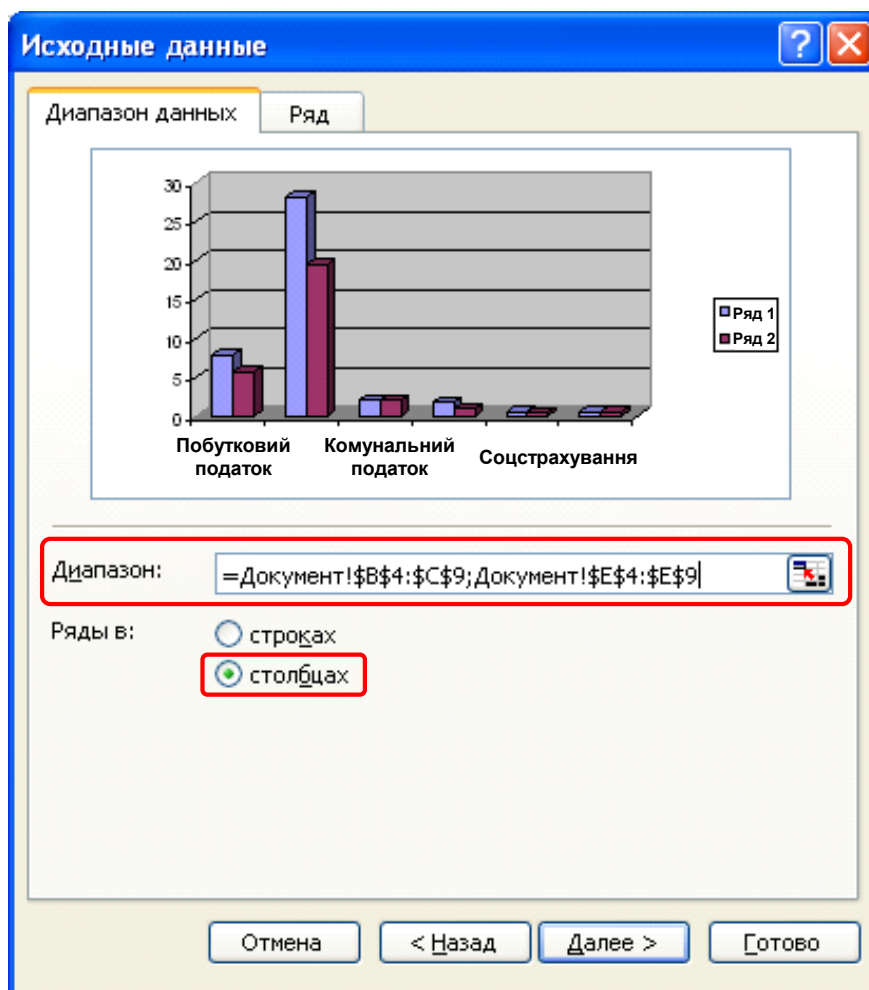 Исходные данные
Диапазон данных
Ряд
30
25
20
15
10
5
0
Ряд 1
Ряд 2
Побутковий податок
Комунальний податок
Соцстрахування
Диапазон:
=Документ!$B$4:$C$9;Документ!$E$4:$E$9
Ряды в:
строках
столбцах
Отмена
< Назад
Далее >
Готово